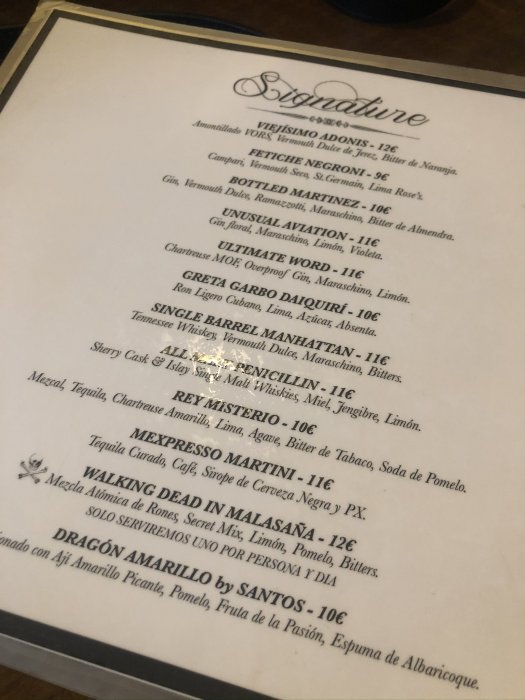 Signature
VIEJÍSIMO ADONIS - 12€
Amontillado VORS, Vermouth Dulce de Jerez, Bitter de Naranja.
FETICHE NEGRONI - 9€
Campari, Vermouth Seco, St.Germain, Lima Rose's.
BOTTLED MARTINEZ - 10€
Gin, Vermouth Dulce, Ramazzotti, Maraschino, Bitter de Almendra.
UNUSUAL AVIATION - 11€
Gin floral, Maraschino, Limón, Violeta.
ULTIMATE WORD - 11€
Chartreuse MOF, Overproof Gin, Maraschino, Limón.
GRETA GARBO DAIQUIRÍ - 10€
Ron Ligero Cubano, Lima, Azúcar, Absenta.
SINGLE BARREL MANHATTAN - 11€
Tennessee Whiskey, Vermouth Dulce, Maraschino, Bitters.
ALL PENICILLIN - 11€
Sherry Cask & Islay Single Malt Whiskies, Miel, Jengibre, Limón.
REY MISTERIO - 10€
Mezcal, Tequila, Chartreuse Amarillo, Lima, Agave, Bitter de Tabaco, Soda de Pomelo.
MEXPRESSO MARTINI - 11€
Tequila Curado, Café, Sirope de Cerveza Negra y PX.
WALKING DEAD IN MALASAÑA - 12€
Mezcla Atómica de Rones, Secret Mix, Limón, Pomelo, Bitters.
SOLO SERVIREMOS UNO POR PERSONA Y DIA
DRAGÓN AMARILLO by SANTOS - 10€
con Ají Amarillo Picante, Pomelo, Fruta de la Pasión, Espuma de Albaricoque.